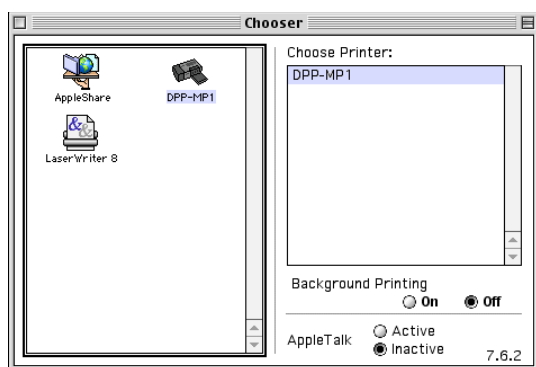 Chooser
AppleShare
DPP-MP1
LaserWriter 8
Choose Printer:
DPP-MP1
Background Printing
On Off
AppleTalk
Active
Inactive
7.6.2